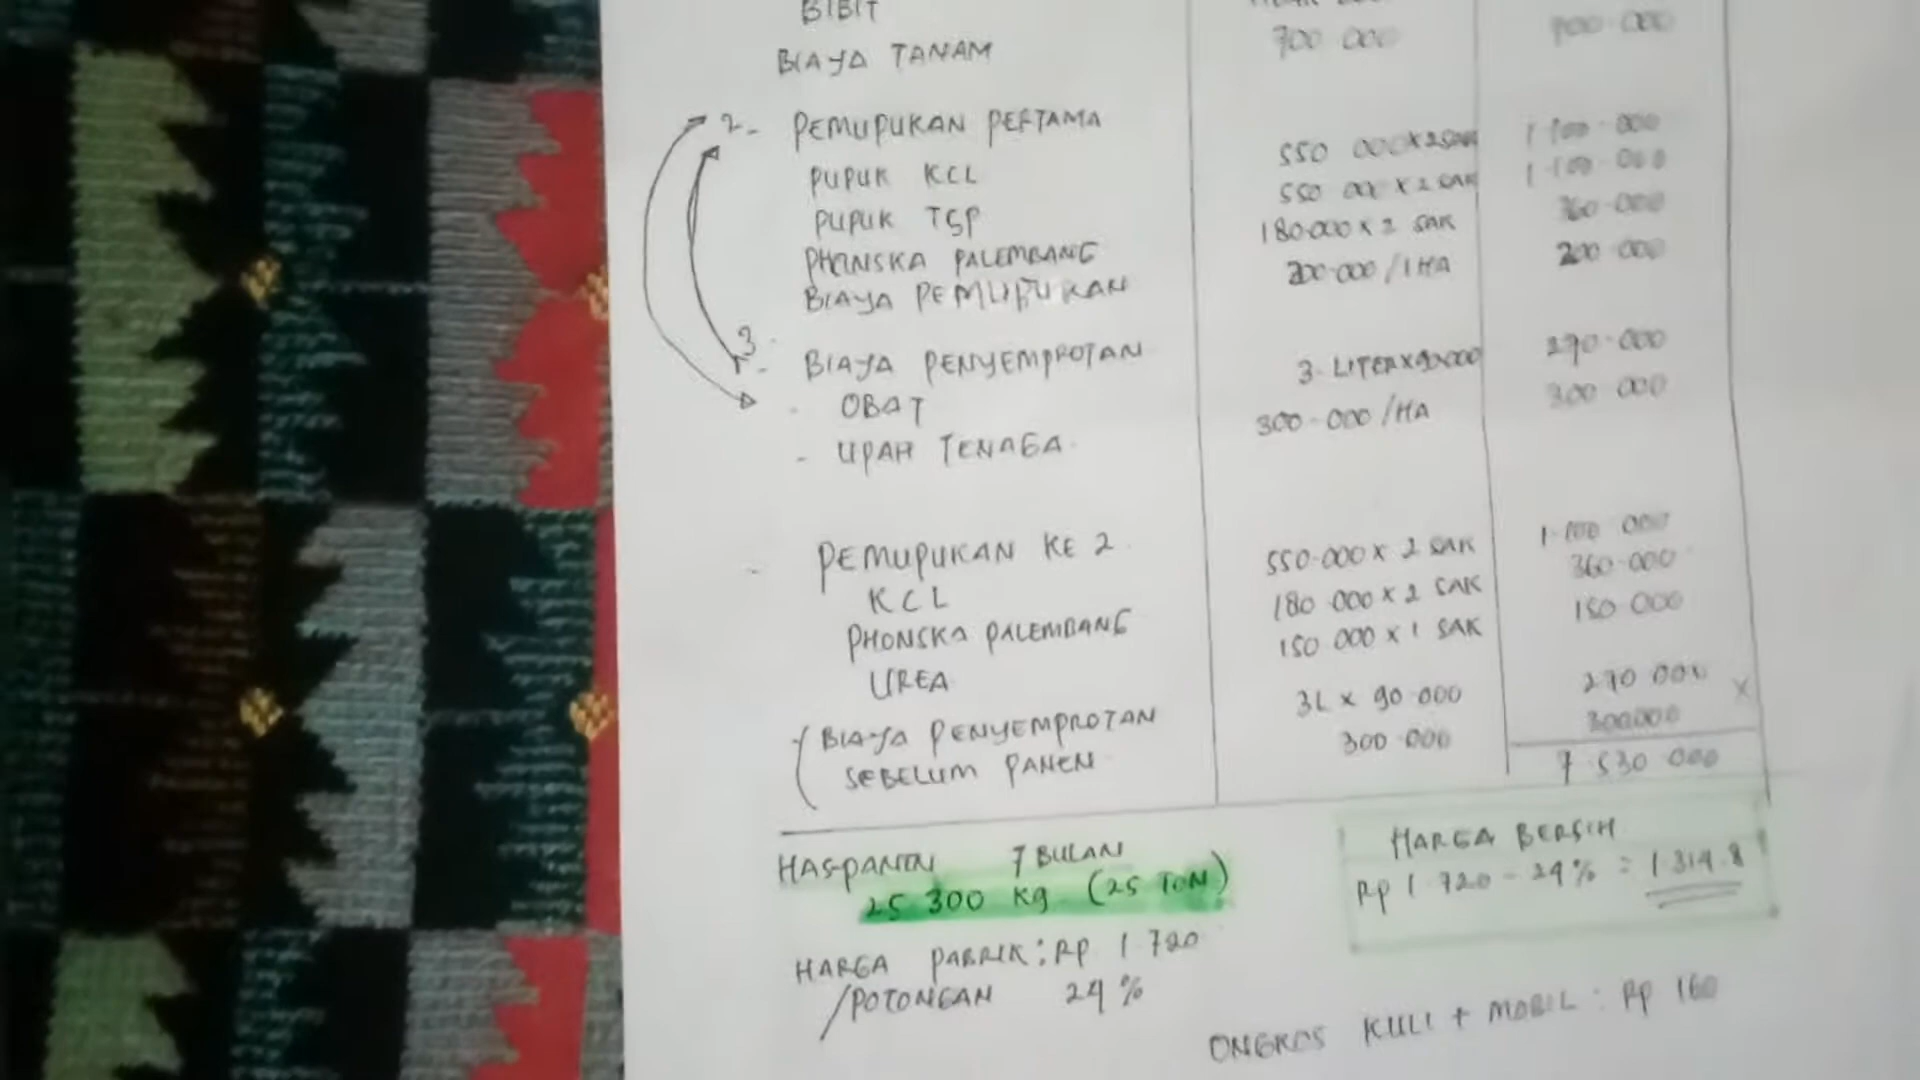 BIBIT
BIAYA TANAM 700 000 700 000
2- PEMUPUKAN PERTAMA
PUPUK KCL 550 000 X 2 SAK 1 100 000
PUPUK TSP 550 000 X 2 SAK 1 100 000
PHONSKA PALEMBANG 180.000 X 2 SAK 360.000
BIAYA PEMUPUKAN 200.000 / 1 HA 200 000
3- BIAYA PENYEMPROTAN
OBAT 3 LITER X 90.000 270.000
- UPAH TENAGA 300.000 / HA 300 000
- PEMUPUKAN KE 2
KCL 550.000 X 2 SAK 1.100 000
PHONSKA PALEMBANG 180 000 X 2 SAK 360.000
UREA 150 000 X 1 SAK 150 000
BIAYA PENYEMPROTAN 3L X 90.000 270 000 X
SEBELUM PANEN 300 000 300000
7 530 000
7 BULAN
25 300 Kg (25 TON)
HARGA PABRIK : Rp 1.720
/POTONGAN 24 %
HARGA BERSIH
Rp 1.720 - 24% =
ONGKOS KULI + MOBIL : Rp 160